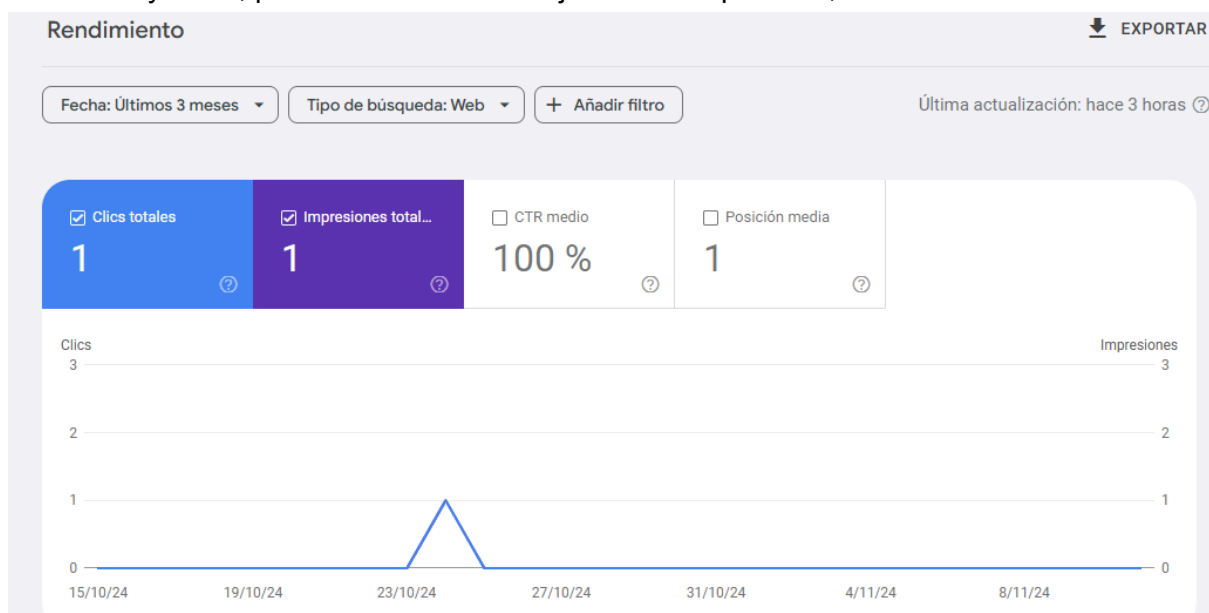 Rendimiento
EXPORTAR
Fecha: Últimos 3 meses
Tipo de búsqueda: Web
+ Añadir filtro
Última actualización: hace 3 horas
Clics totales
Impresiones total...
CTR medio
Posición media
1
1
100 %
1
Clics
Impresiones
3
3
2
2
1
1
0
0
15/10/24
19/10/24
23/10/24
27/10/24
31/10/24
4/11/24
8/11/24